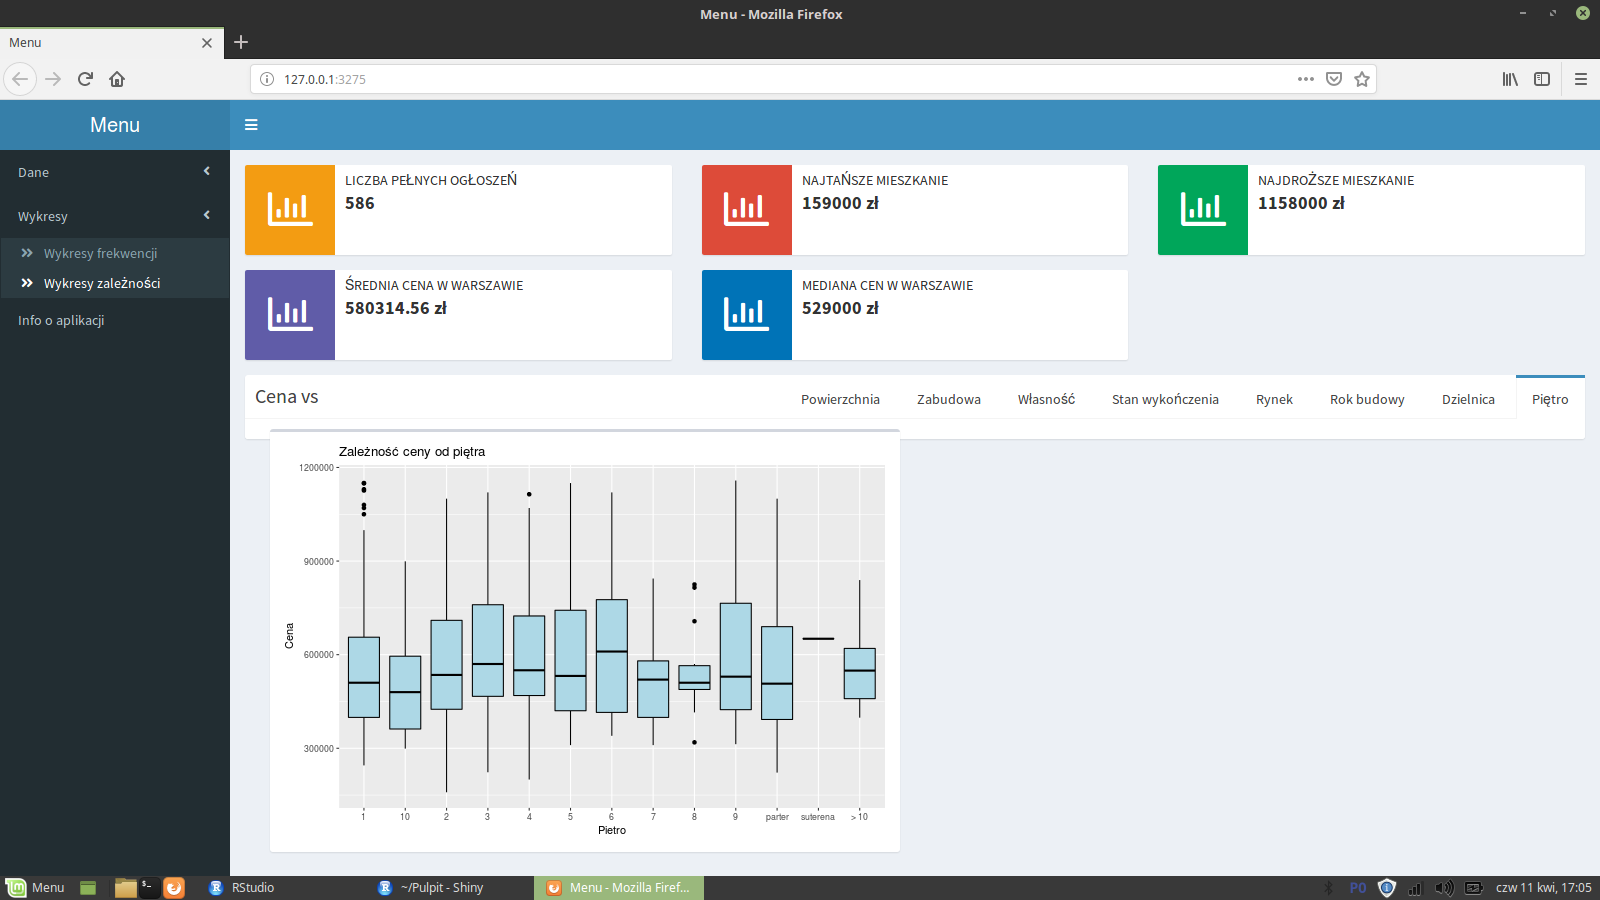 Menu - Mozilla Firefox
Menu
127.0.0.1:3275
Menu
Dane
Wykresy
Wykresy frekwencji
Wykresy zależności
Info o aplikacji
LICZBA PEŁNYCH OGŁOSZEŃ
586
NAJTAŃSZE MIESZKANIE
159000 zł
NAJDROŻSZE MIESZKANIE
1158000 zł
ŚREDNIA CENA W WARSZAWIE
580314.56 zł
MEDIANA CEN W WARSZAWIE
529000 zł
Cena vs
Powierzchnia
Zabudowa
Własność
Stan wykończenia
Rynek
Rok budowy
Dzielnica
Piętro
Zależność ceny od piętra
1200000
900000
600000
300000
Cena
1 10 2 3 4 5 6 7 8 9 parter suterena > 10
Pietro
Menu
RStudio
~/Pulpit - Shiny
Menu - Mozilla Firef...
PO
czw 11 kwi, 17:05